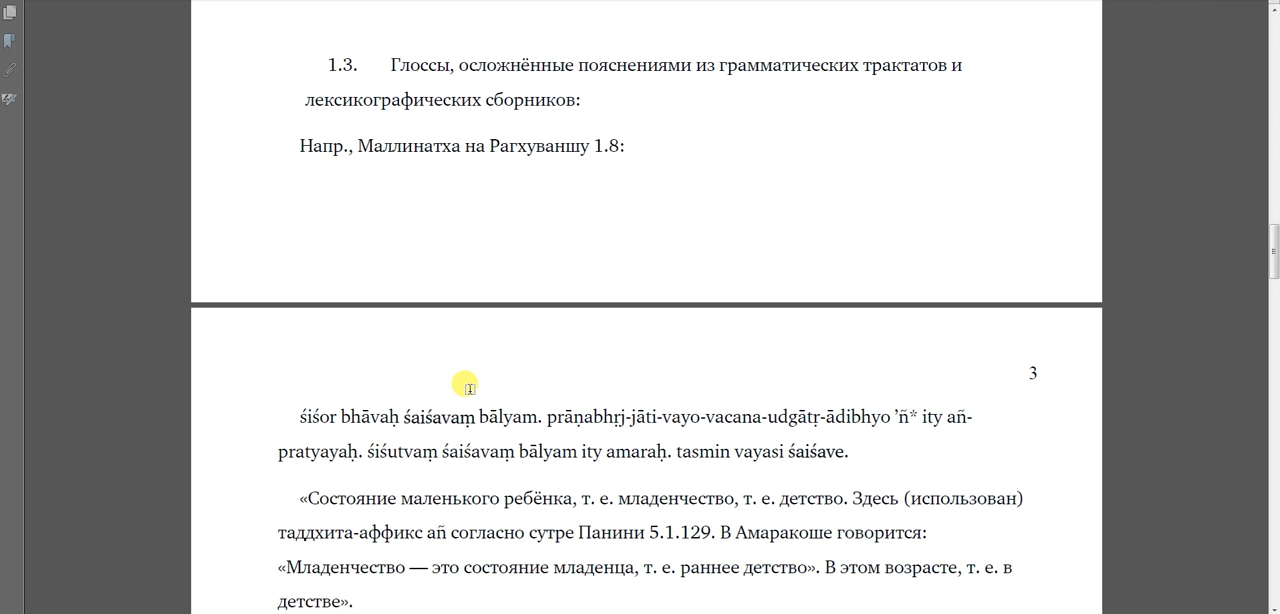 1.3. Глоссы, осложнённые пояснениями из грамматических трактатов и
лексикографических сборников:
Напр., Маллинатха на Рагхуваншу 1.8:
3
śiśor bhāvaḥ śaiśavaṃ bālyam. prāṇabhṛj-jāti-vayo-vacana-udgātṛ-ādibhyo ’ñ* ity añ-
pratyayaḥ. śiśutvaṃ śaiśavaṃ bālyam ity amaraḥ. tasmin vayasi śaiśave.
«Состояние маленького ребёнка, т. е. младенчество, т. е. детство. Здесь (использован)
таддхита-аффикс añ согласно сутре Панини 5.1.129. В Амаракоше говорится:
«Младенчество — это состояние младенца, т. е. раннее детство». В этом возрасте, т. е. в
детстве».